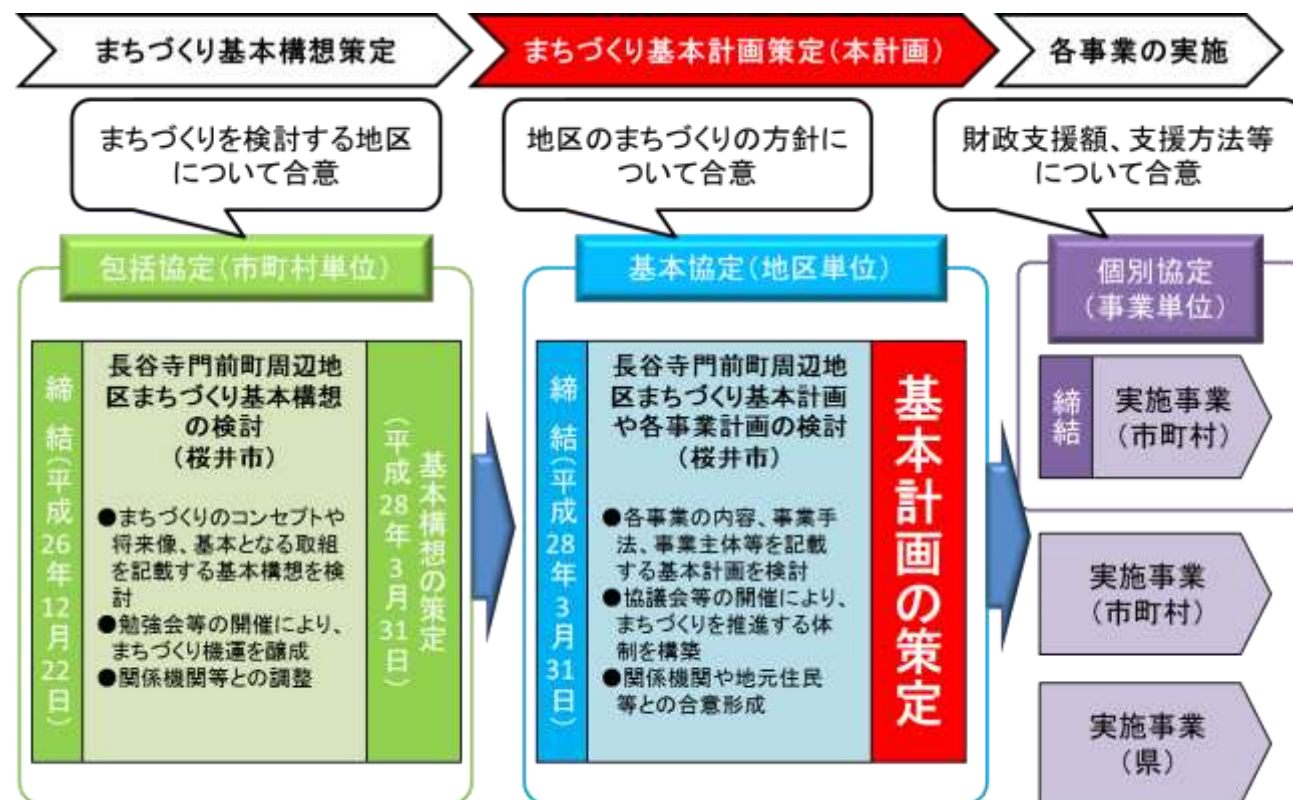 まちづくり基本構想策定
まちづくり基本計画策定(本計画)
各事業の実施
まちづくりを検討する地区
について合意
地区のまちづくりの方針に
ついて合意
財政支援額、支援方法等
について合意
包括協定(市町村単位)
締結(平成26年12月22日)
長谷寺門前町周辺地
区まちづくり基本構想
の検討
(桜井市)
●まちづくりのコンセプトや
将来像、基本となる取組
を記載する基本構想を検
討
●勉強会等の開催により、
まちづくり機運を醸成
●関係機関等との調整
基本構想の策定
(平成28年3月31日)
基本協定(地区単位)
締結(平成28年3月31日)
長谷寺門前町周辺地
区まちづくり基本計画
や各事業計画の検討
(桜井市)
●各事業の内容、事業手
法、事業主体等を記載
する基本計画を検討
●協議会等の開催により、
まちづくりを推進する体
制を構築
●関係機関や地元住民
等との合意形成
基本計画の策定
個別協定
(事業単位)
締結
実施事業
(市町村)
実施事業
(市町村)
実施事業
(県)